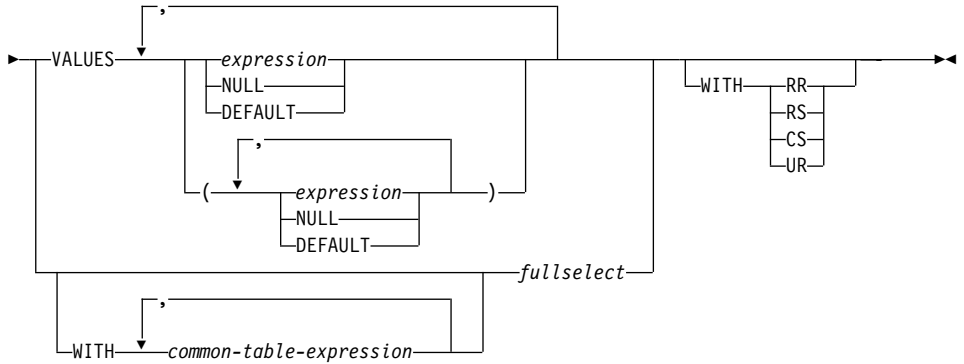 ,
VALUES expression
NULL
DEFAULT
WITH RR
RS
CS
UR
,
( expression )
NULL
DEFAULT
fullselect
,
WITH common-table-expression